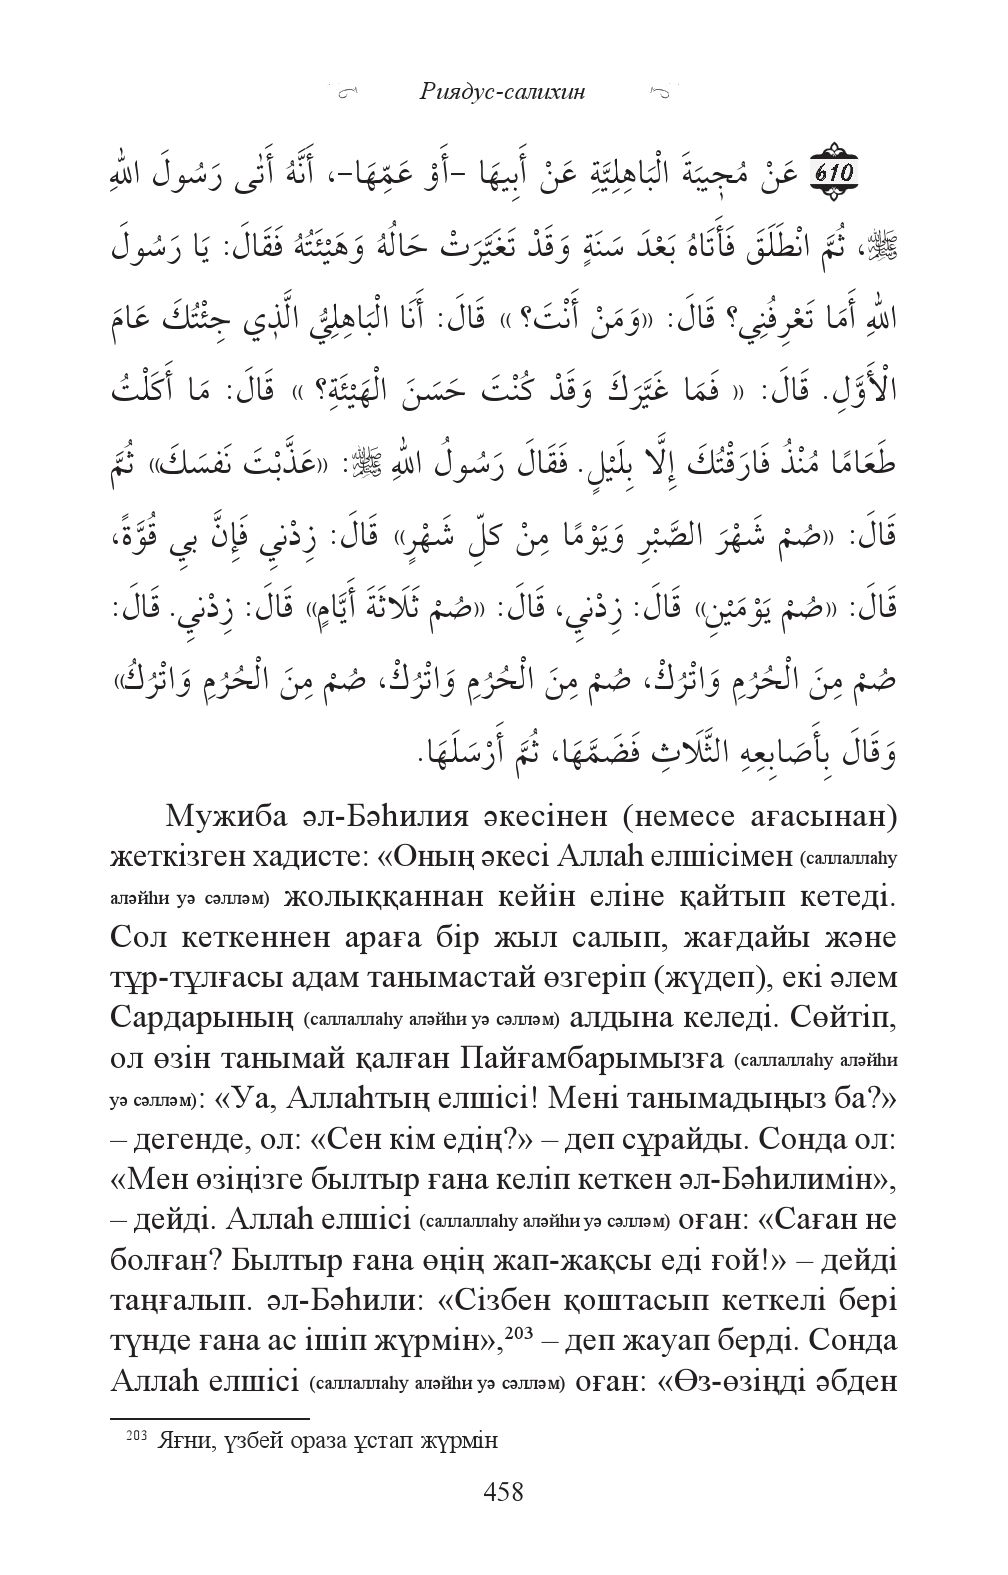 Риядус-салихин
610 عَنْ مُجِيبَةَ الْبَاهِلِيَّةِ عَنْ أَبِيهَا –أَوْ عَمِّهَا–، أَنَّهُ أَتَى رَسُولَ اللهِ
ﷺ، ثُمَّ انْطَلَقَ فَأَتَاهُ بَعْدَ سَنَةٍ وَقَدْ تَغَيَّرَتْ حَالُهُ وَهَيْئَتُهُ فَقَالَ: يَا رَسُولَ
اللهِ أَمَا تَعْرِفُنِي؟ قَالَ: «وَمَنْ أَنْتَ؟ » قَالَ: أَنَا الْبَاهِلِيُّ الَّذِي جِئْتُكَ عَامَ
الْأَوَّلِ. قَالَ: « فَمَا غَيَّرَكَ وَقَدْ كُنْتَ حَسَنَ الْهَيْئَةِ؟ » قَالَ: مَا أَكَلْتُ
طَعَامًا مُنْذُ فَارَقْتُكَ إِلَّا بِلَيْلٍ. فَقَالَ رَسُولُ اللهِ ﷺ: «عَذَّبْتَ نَفسَكَ» ثُمَّ
قَالَ: «صُمْ شَهْرَ الصَّبْرِ وَيَوْمًا مِنْ كلِّ شَهْرٍ» قَالَ: زِدْنيِ فَإِنَّ بيِ قُوَّةً،
قَالَ: «صُمْ يَوْمَيْنِ» قَالَ: زِدْنيِ، قَالَ: «صُمْ ثَلَاثَةَ أَيَّامٍ» قَالَ: زِدْنيِ. قَالَ:
صُمْ مِنَ الْحُرُمِ وَاتْرُكْ، صُمْ مِنَ الْحُرُمِ وَاتْرُكْ، صُمْ مِنَ الْحُرُمِ وَاتْرُكُ»
وَقَالَ بِأَصَابِعِهِ الثَّلَاثِ فَضَمَّهَا، ثُمَّ أَرْسَلَهَا.
Мужиба әл-Бәһилия әкесінен (немесе ағасынан)
жеткізген хадисте: «Оның әкесі Аллаһ елшісімен (саллаллаһу
аләйһи уә сәлләм) жолыққаннан кейін еліне қайтып кетеді.
Сол кеткеннен араға бір жыл салып, жағдайы және
тұр-тұлғасы адам танымастай өзгеріп (жүдеп), екі әлем
Сардарының (саллаллаһу аләйһи уә сәлләм) алдына келеді. Сөйтіп,
ол өзін танымай қалған Пайғамбарымызға (саллаллаһу аләйһи
уә сәлләм): «Уа, Аллаһтың елшісі! Мені танымадыңыз ба?»
– дегенде, ол: «Сен кім едің?» – деп сұрайды. Сонда ол:
«Мен өзіңізге былтыр ғана келіп кеткен әл-Бәһилимін»,
– дейді. Аллаһ елшісі (саллаллаһу аләйһи уә сәлләм) оған: «Саған не
болған? Былтыр ғана өңің жап-жақсы еді ғой!» – дейді
таңғалып. әл-Бәһили: «Сізбен қоштасып кеткелі бері
түнде ғана ас ішіп жүрмін»,203 – деп жауап берді. Сонда
Аллаһ елшісі (саллаллаһу аләйһи уә сәлләм) оған: «Өз-өзіңді әбден
203 Яғни, үзбей ораза ұстап жүрмін
458